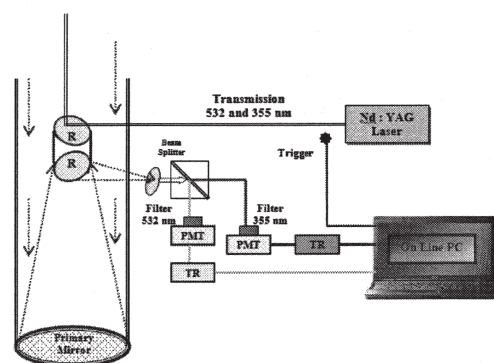 Transmission
532 and 355 nm
Nd : YAG
Laser
R
R
Beam
Splitter
Trigger
Filter
532 nm
Filter
355 nm
PMT
PMT
TR
TR
On Line PC
Primary
Mirror